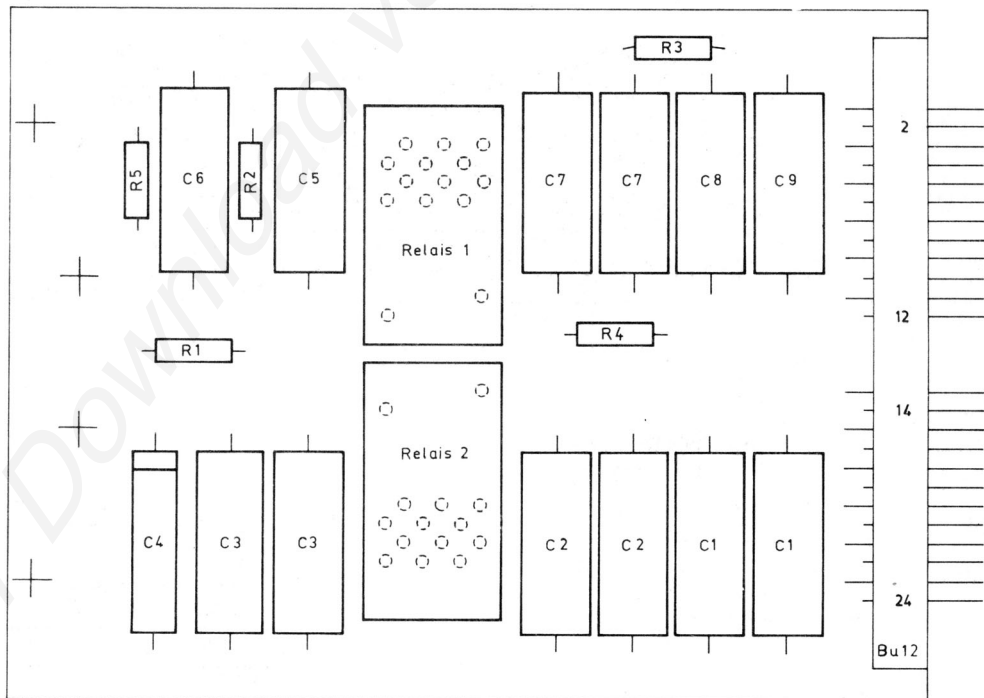 R3
2
R5
C6
R2
C5
C7
C7
C8
C9
Relais 1
12
R1
R4
14
Relais 2
C4
C3
C3
C2
C2
C1
C1
24
Bu12
Download v